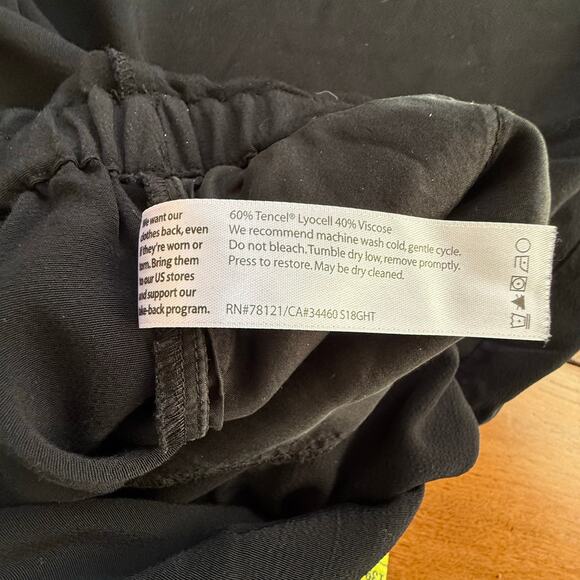 We want our
clothes back, even
if they're worn or
torn. Bring them
to our US stores
and support our
take-back program.
60% Tencel® Lyocell 40% Viscose
We recommend machine wash cold, gentle cycle.
Do not bleach. Tumble dry low, remove promptly.
Press to restore. May be dry cleaned.
RN#78121/CA#34460 S18GHT